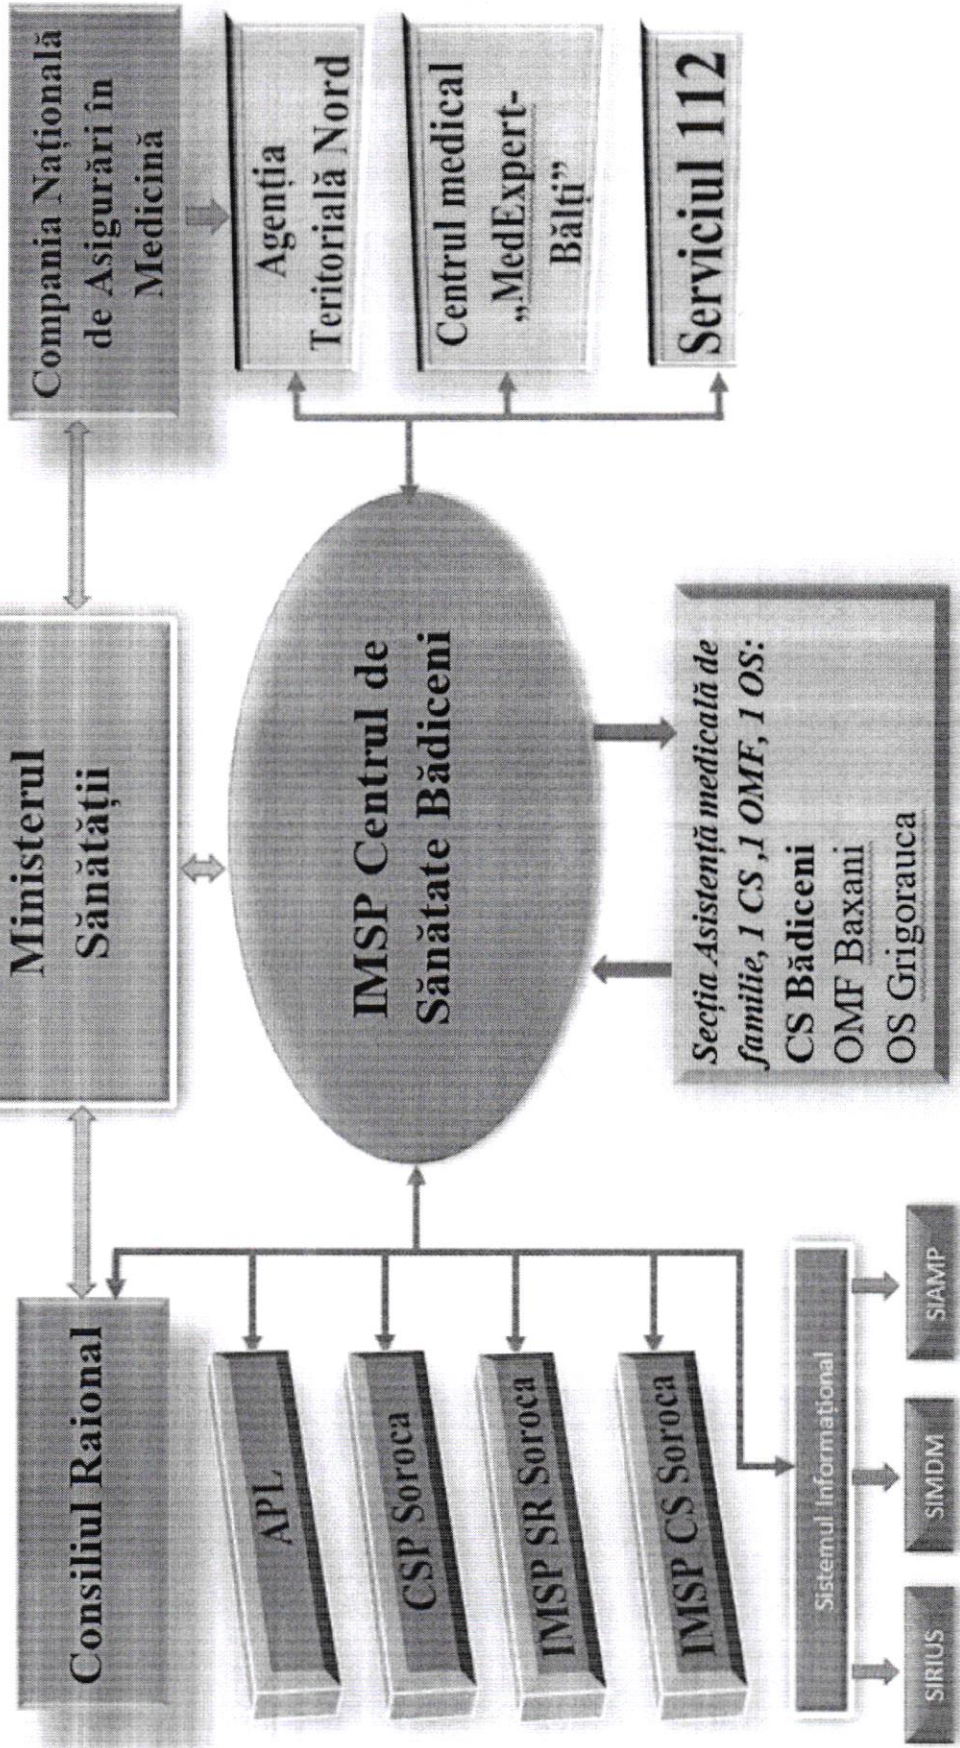 Consiliul Raional
Ministerul
Sănătății
Compania Națională
de Asigurări în
Medicină
APL
CSP Soroca
IMSP SR Soroca
IMSP CS Soroca
IMSP Centrul de
Sănătate Bădiceni
Agenția
Teritorială Nord
Centrul medical
„MedExpert-
Bălți”
Serviciul 112
Secția Asistență medicală de
familie, 1 CS ,1 OMF, 1 OS:
CS Bădiceni
OMF Baxani
OS Grigorauca
Sistemul Informațional
SIRIUS
SIMDM
SIAMP